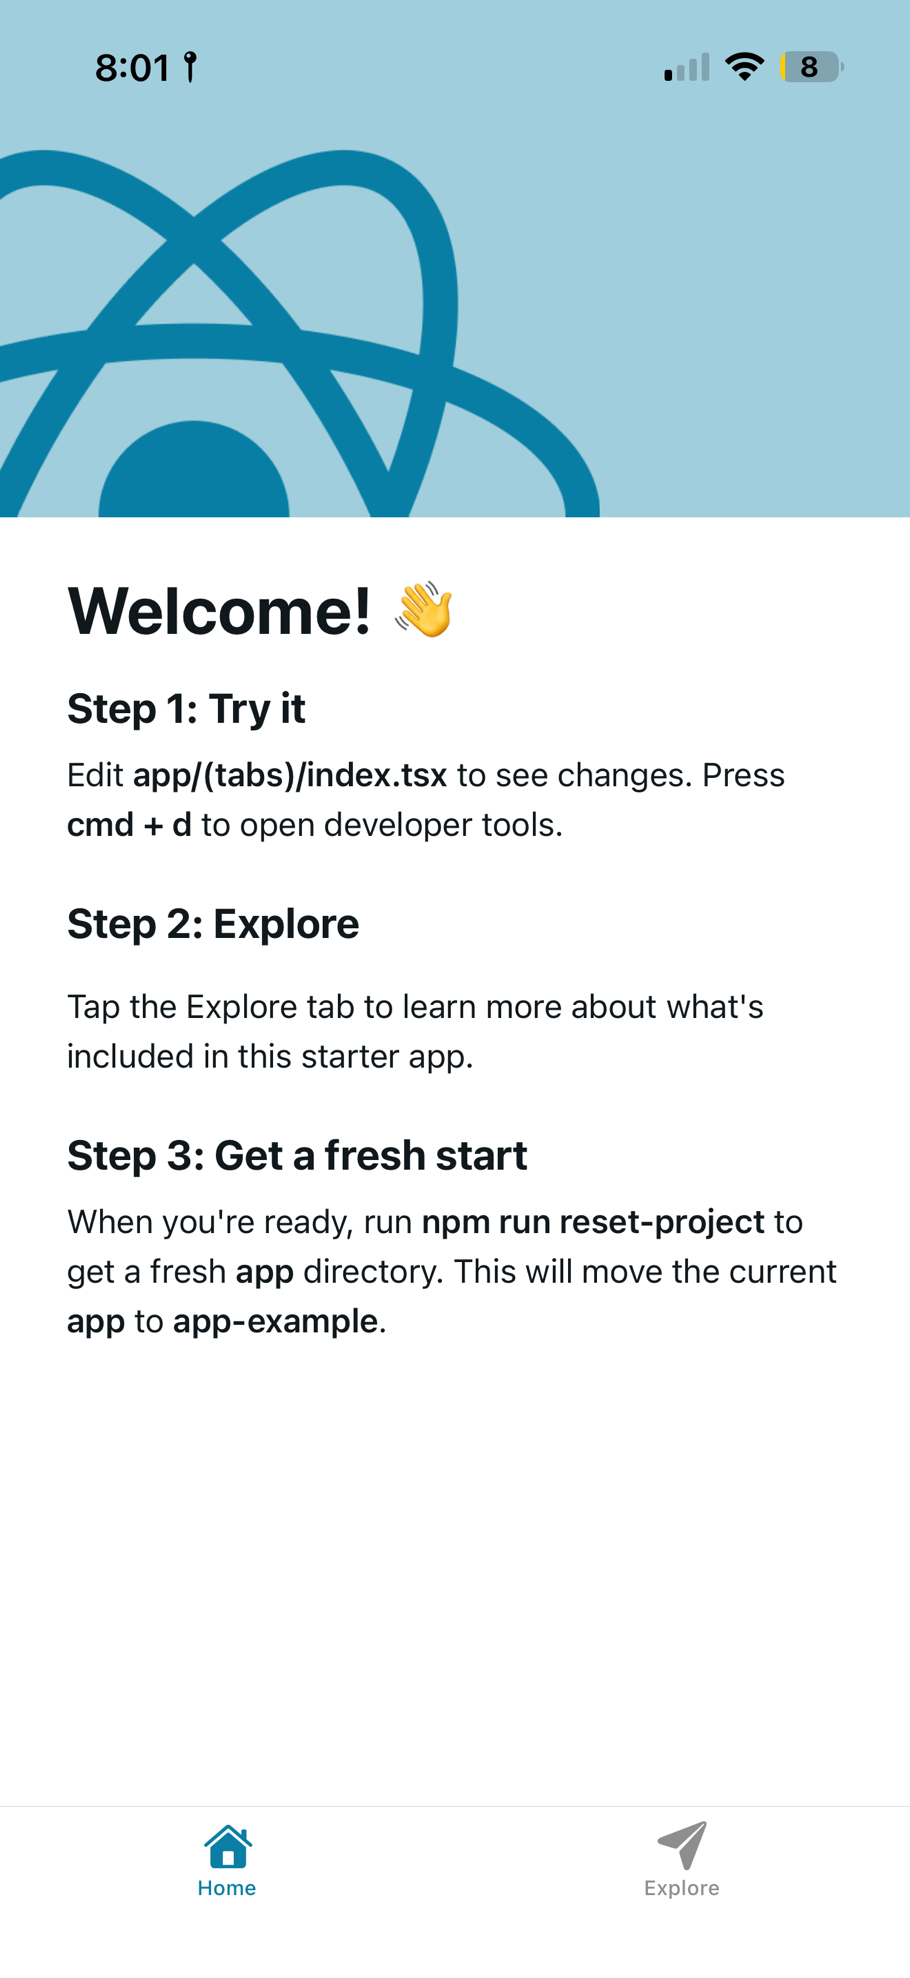 8:01
8
Welcome! 👋
Step 1: Try it
Edit app/(tabs)/index.tsx to see changes. Press
cmd + d to open developer tools.
Step 2: Explore
Tap the Explore tab to learn more about what's
included in this starter app.
Step 3: Get a fresh start
When you're ready, run npm run reset-project to
get a fresh app directory. This will move the current
app to app-example.
Home
Explore